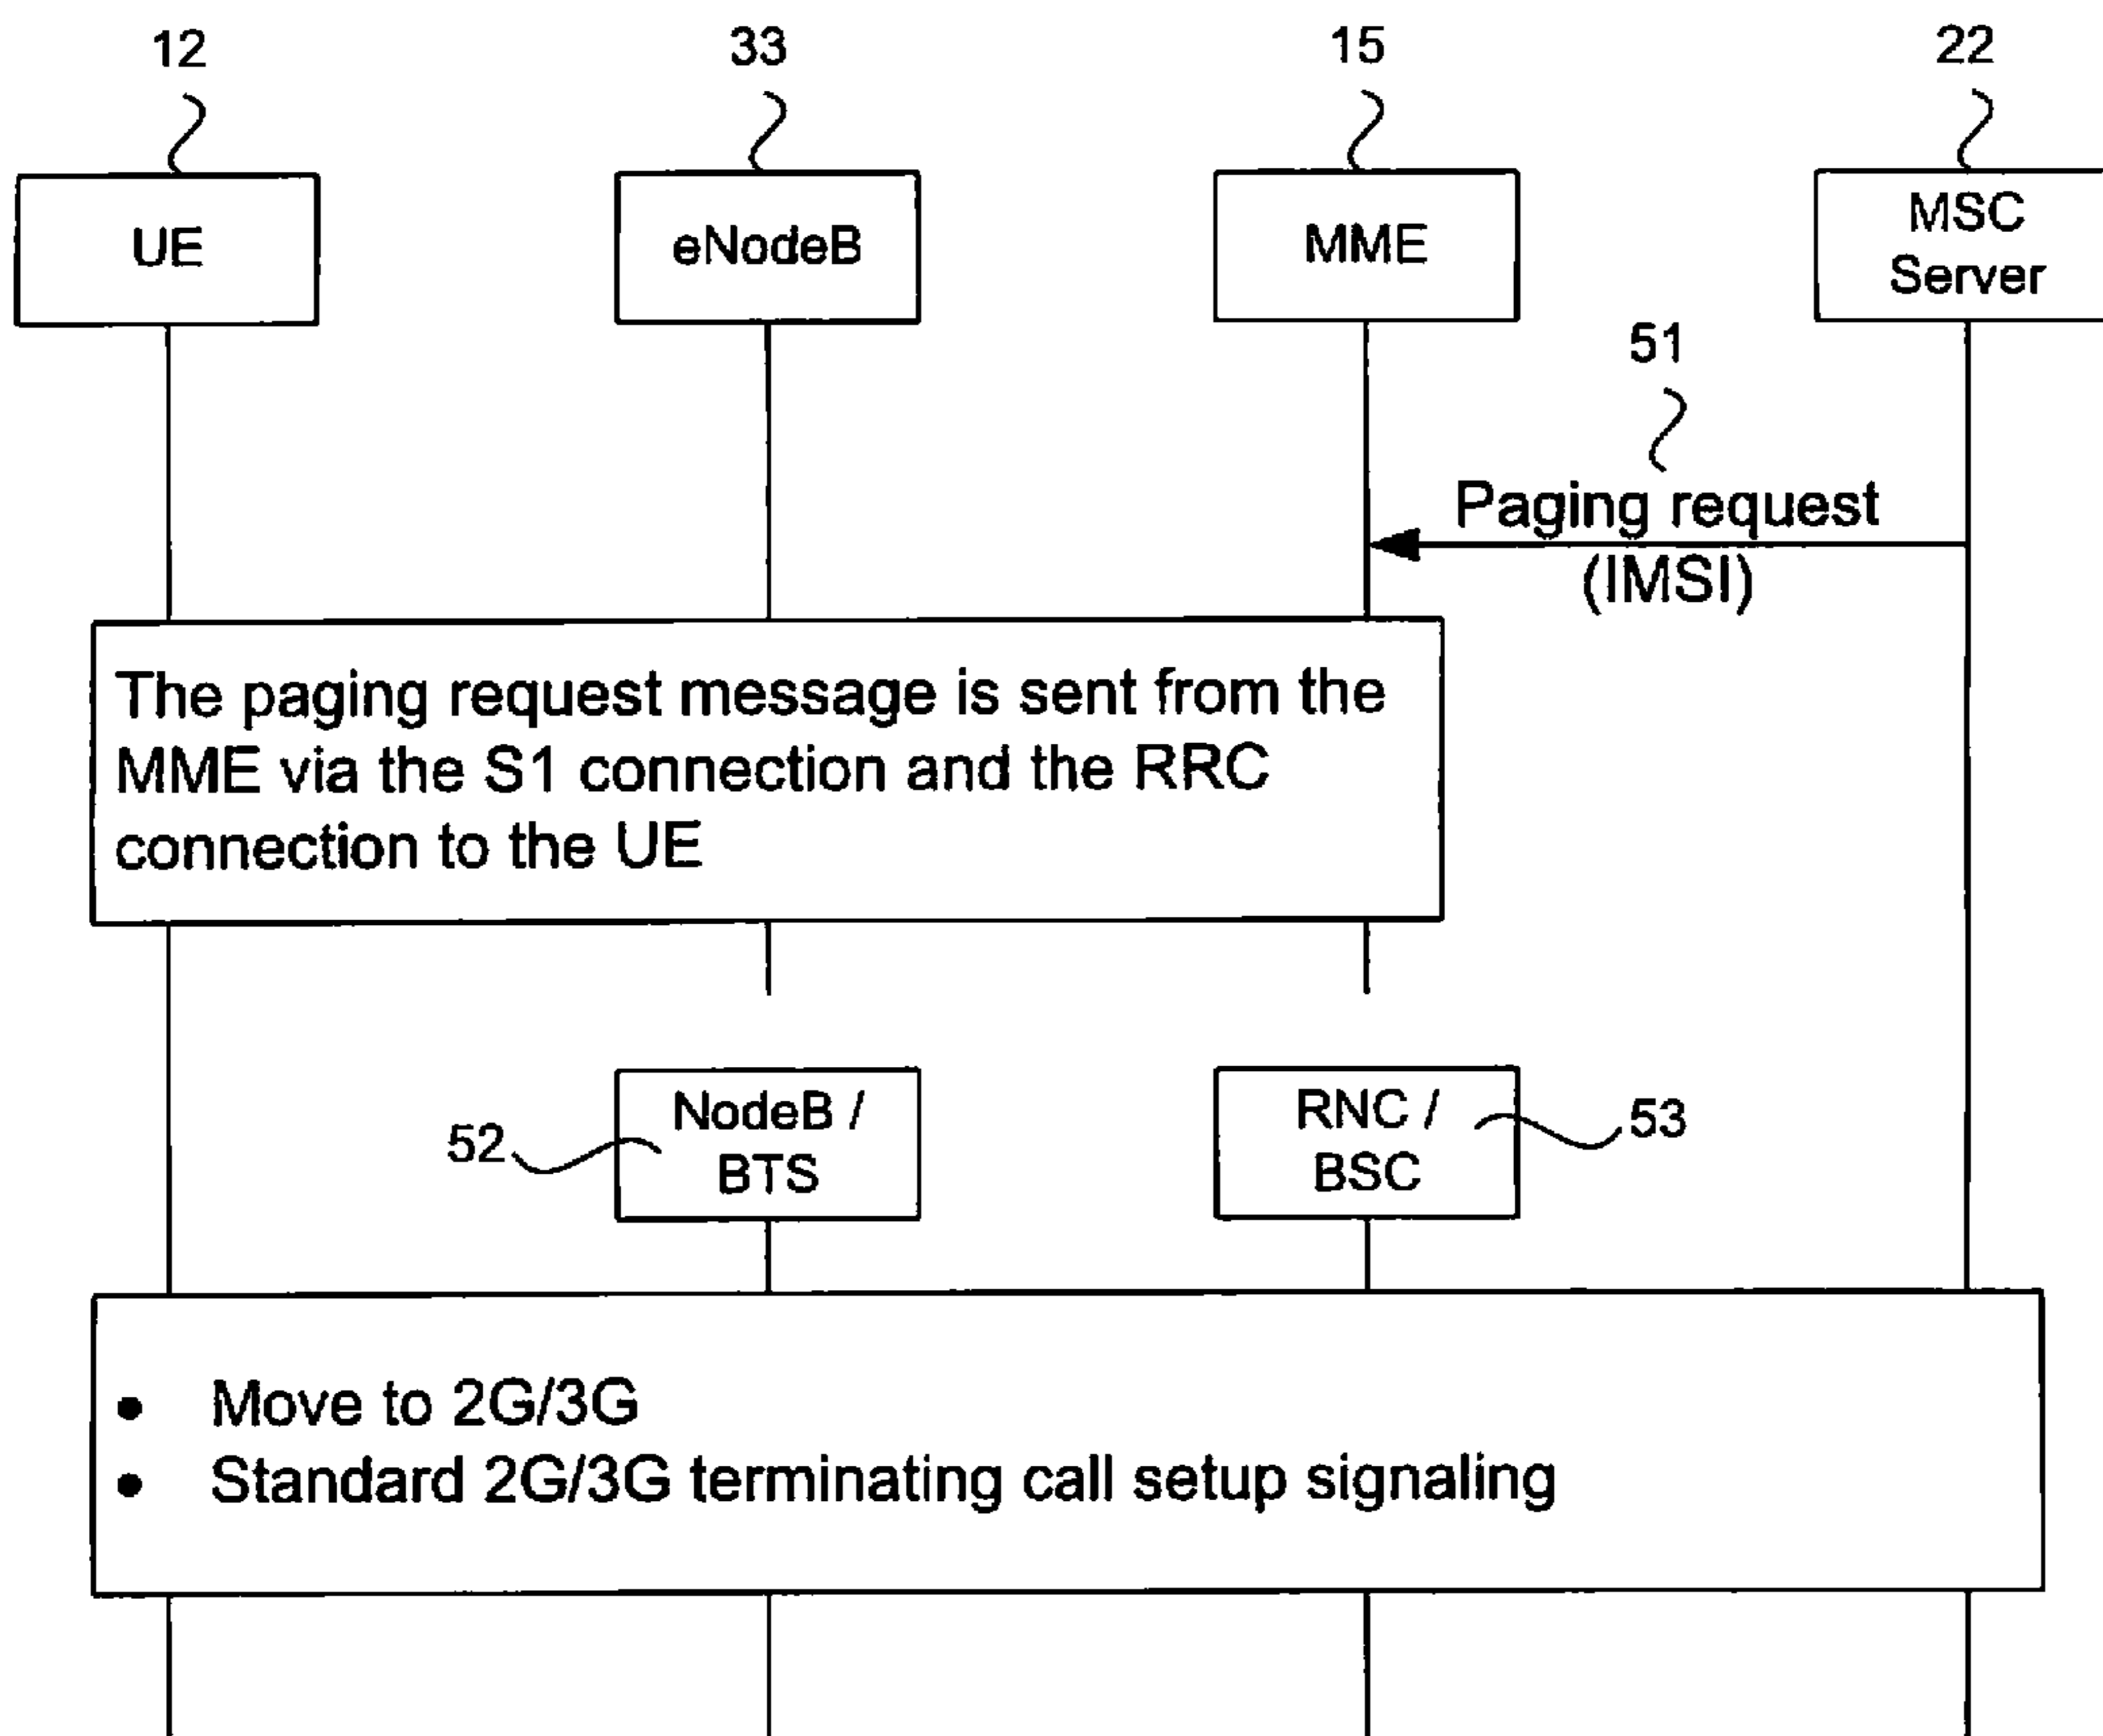 12
33
15
22
UE
eNodeB
MME
MSC
Server
51
Paging request
(IMSI)
The paging request message is sent from the
MME via the S1 connection and the RRC
connection to the UE
52
NodeB /
BTS
RNC /
BSC
53
• Move to 2G/3G
• Standard 2G/3G terminating call setup signaling